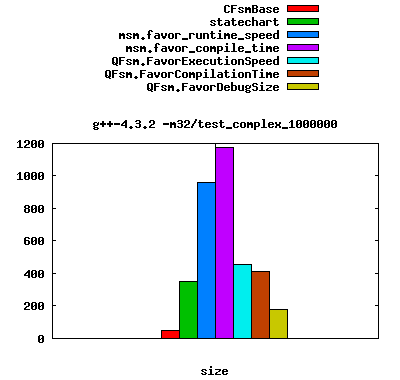 CFsmBase
statechart
msm.favor_runtime_speed
msm.favor_compile_time
QFsm.FavorExecutionSpeed
QFsm.FavorCompilationTime
QFsm.FavorDebugSize
g++-4.3.2 -m32/test_complex_1000000
1200
1000
800
600
400
200
0
size